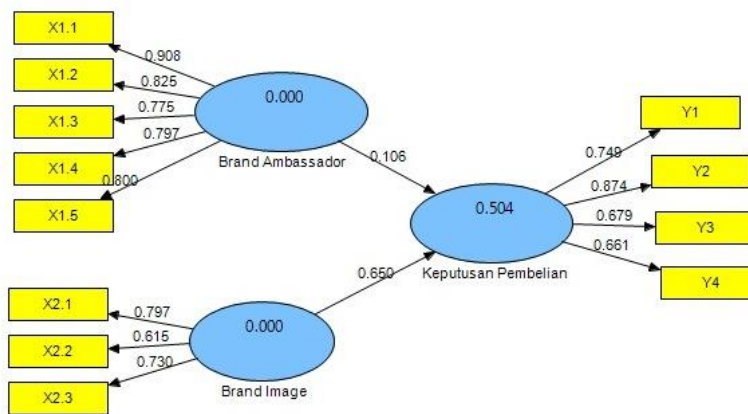 X1.1
0.908
X1.2
0.825
X1.3
0.775
X1.4
0.797
X1.5
0.800
0.000
Brand Ambassador
0.106
X2.1
0.797
X2.2
0.615
X2.3
0.730
0.000
Brand Image
0.650
0.504
Keputusan Pembelian
Y1
0.749
Y2
0.874
Y3
0.679
Y4
0.661